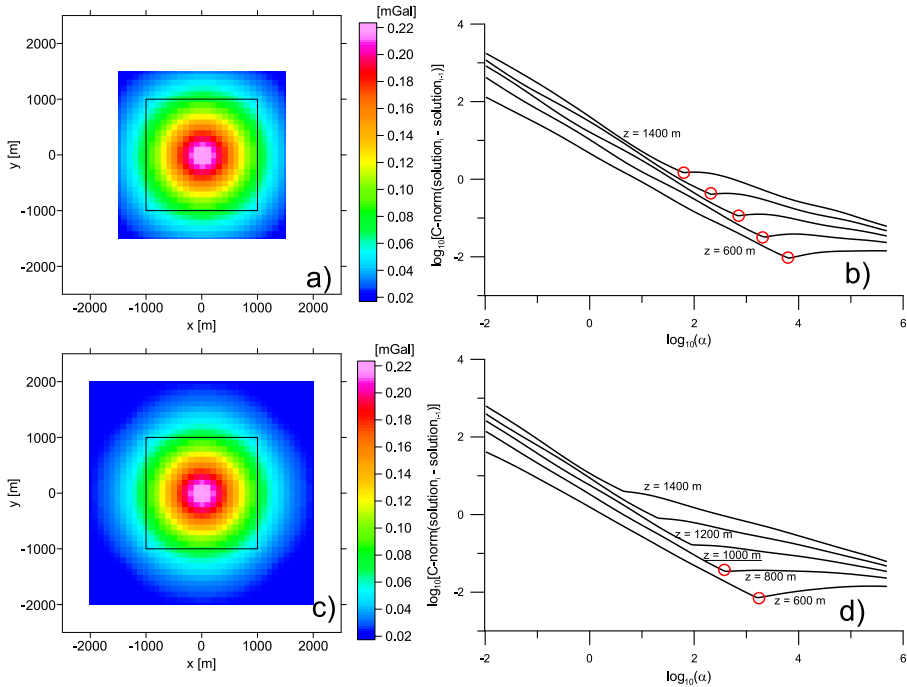 [mGal]
2000
1000
0
-1000
-2000
y [m]
-2000 -1000 0 1000 2000
x [m]
0.22
0.20
0.18
0.16
0.14
0.12
0.10
0.08
0.06
0.04
0.02
a)
log10[C-norm(solutioni - solutioni-1)]
4
2
0
-2
-2 0 2 4 6
log10(α)
z = 1400 m
z = 600 m
b)
[mGal]
2000
1000
0
-1000
-2000
y [m]
-2000 -1000 0 1000 2000
x [m]
0.22
0.20
0.18
0.16
0.14
0.12
0.10
0.08
0.06
0.04
0.02
c)
log10[C-norm(solutioni - solutioni-1)]
4
2
0
-2
-2 0 2 4 6
log10(α)
z = 1400 m
z = 1200 m
z = 1000 m
z = 800 m
z = 600 m
d)